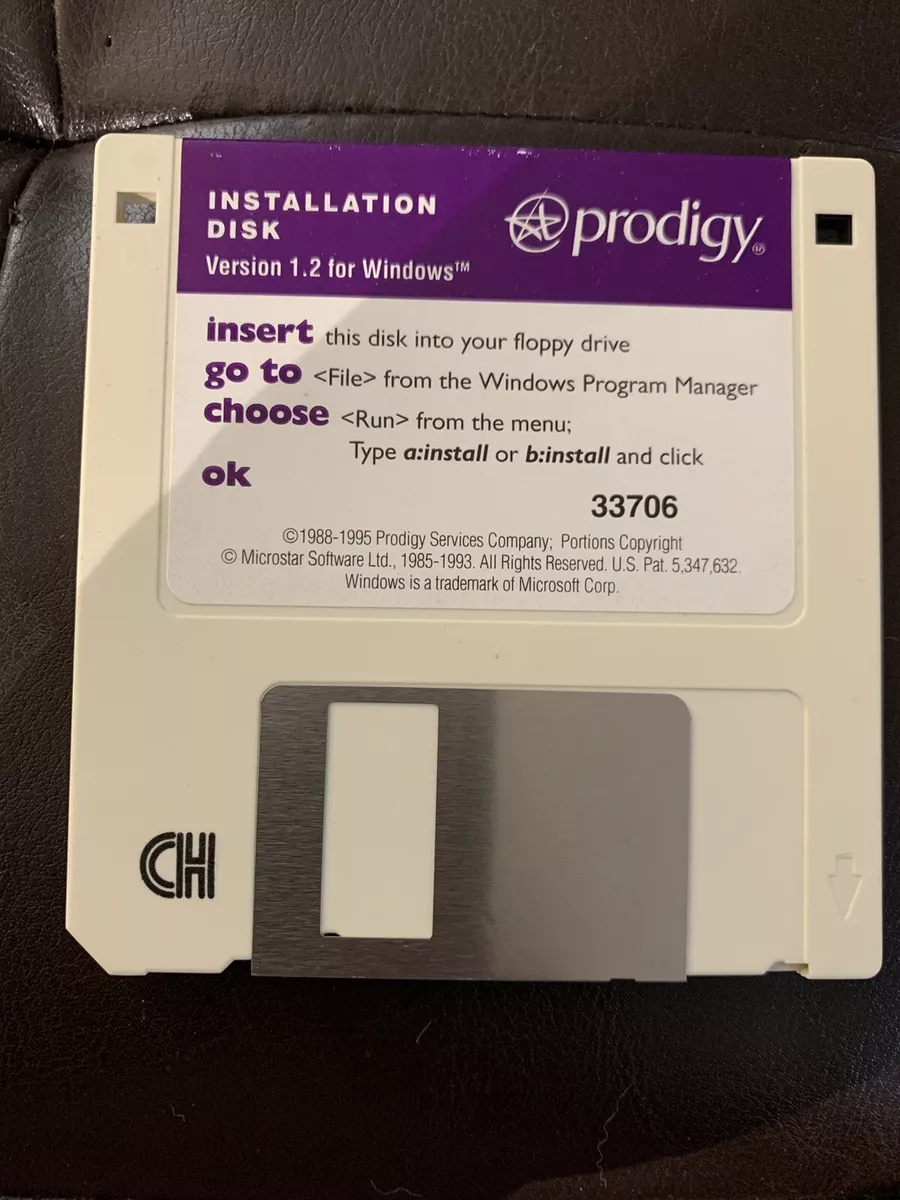 INSTALLATION
DISK
Version 1.2 for Windows™
prodigy®
insert this disk into your floppy drive
go to <File> from the Windows Program Manager
choose <Run> from the menu;
Type a:install or b:install and click
ok
33706
©1988-1995 Prodigy Services Company; Portions Copyright
© Microstar Software Ltd., 1985-1993. All Rights Reserved. U.S. Pat. 5,347,632.
Windows is a trademark of Microsoft Corp.
CH